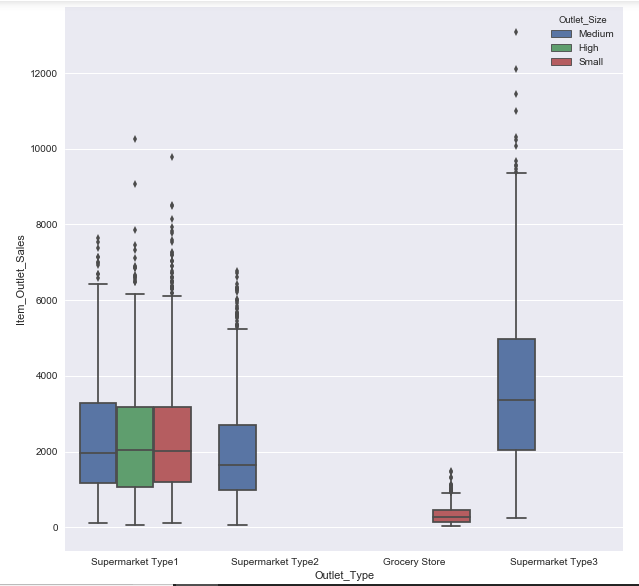 Outlet_Size
Medium
High
Small
12000
10000
8000
6000
4000
2000
0
Item_Outlet_Sales
Supermarket Type1 Supermarket Type2 Grocery Store Supermarket Type3
Outlet_Type